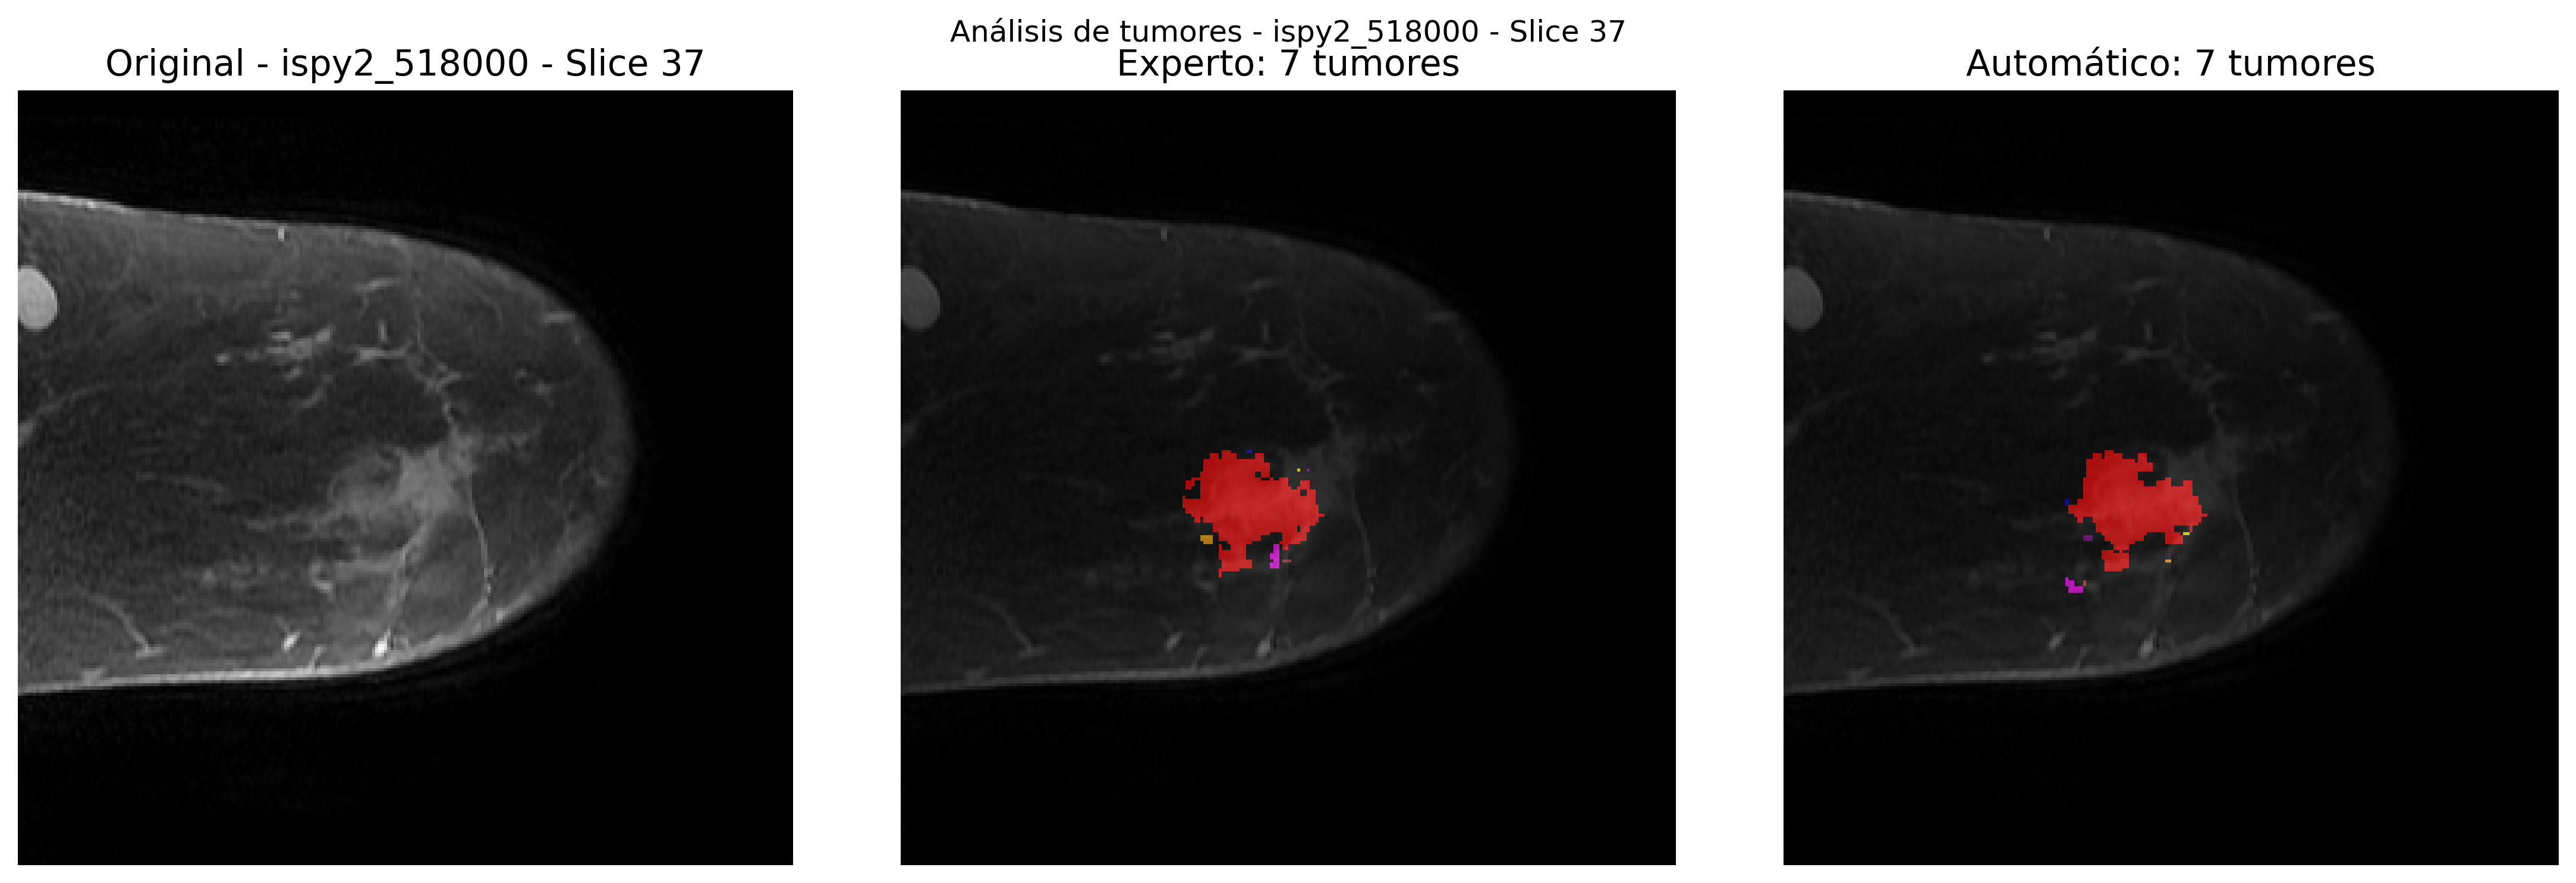 Análisis de tumores - ispy2_518000 - Slice 37
Original - ispy2_518000 - Slice 37
Experto: 7 tumores
Automático: 7 tumores